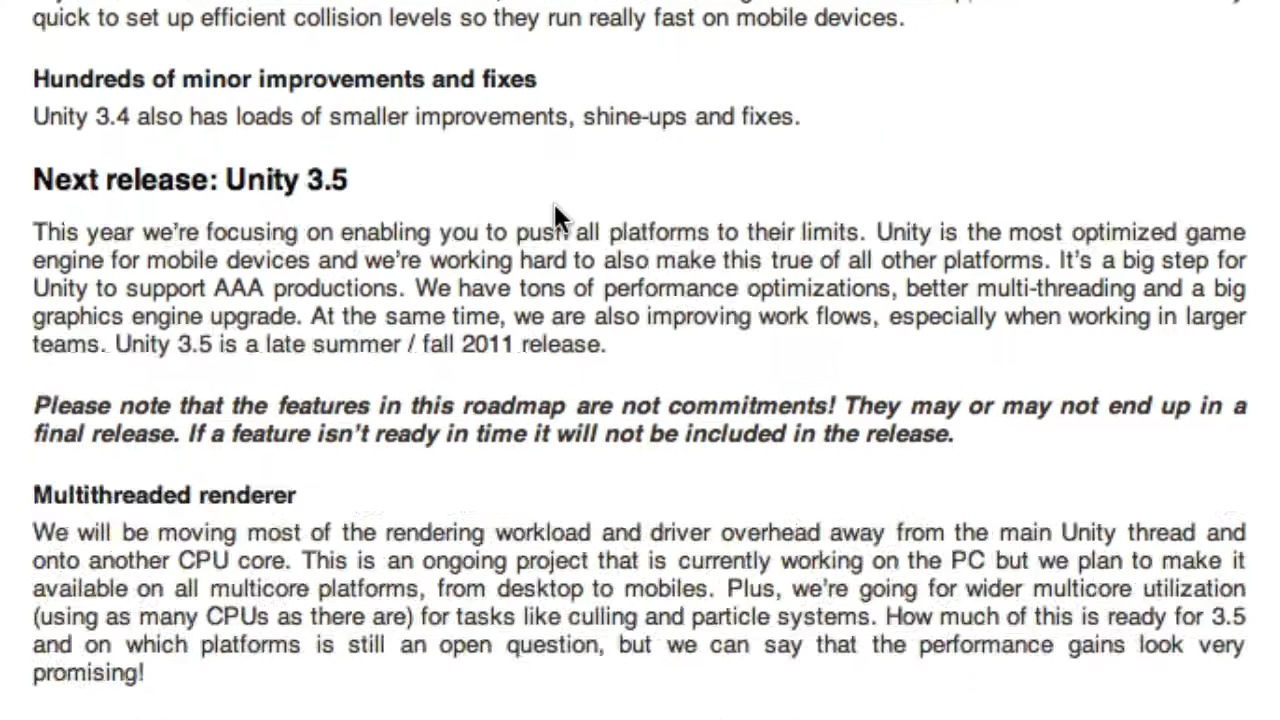 quick to set up efficient collision levels so they run really fast on mobile devices.
Hundreds of minor improvements and fixes
Unity 3.4 also has loads of smaller improvements, shine-ups and fixes.
Next release: Unity 3.5
This year we're focusing on enabling you to push all platforms to their limits. Unity is the most optimized game
engine for mobile devices and we're working hard to also make this true of all other platforms. It's a big step for
Unity to support AAA productions. We have tons of performance optimizations, better multi-threading and a big
graphics engine upgrade. At the same time, we are also improving work flows, especially when working in larger
teams. Unity 3.5 is a late summer / fall 2011 release.
Please note that the features in this roadmap are not commitments! They may or may not end up in a
final release. If a feature isn't ready in time it will not be included in the release.
Multithreaded renderer
We will be moving most of the rendering workload and driver overhead away from the main Unity thread and
onto another CPU core. This is an ongoing project that is currently working on the PC but we plan to make it
available on all multicore platforms, from desktop to mobiles. Plus, we're going for wider multicore utilization
(using as many CPUs as there are) for tasks like culling and particle systems. How much of this is ready for 3.5
and on which platforms is still an open question, but we can say that the performance gains look very
promising!